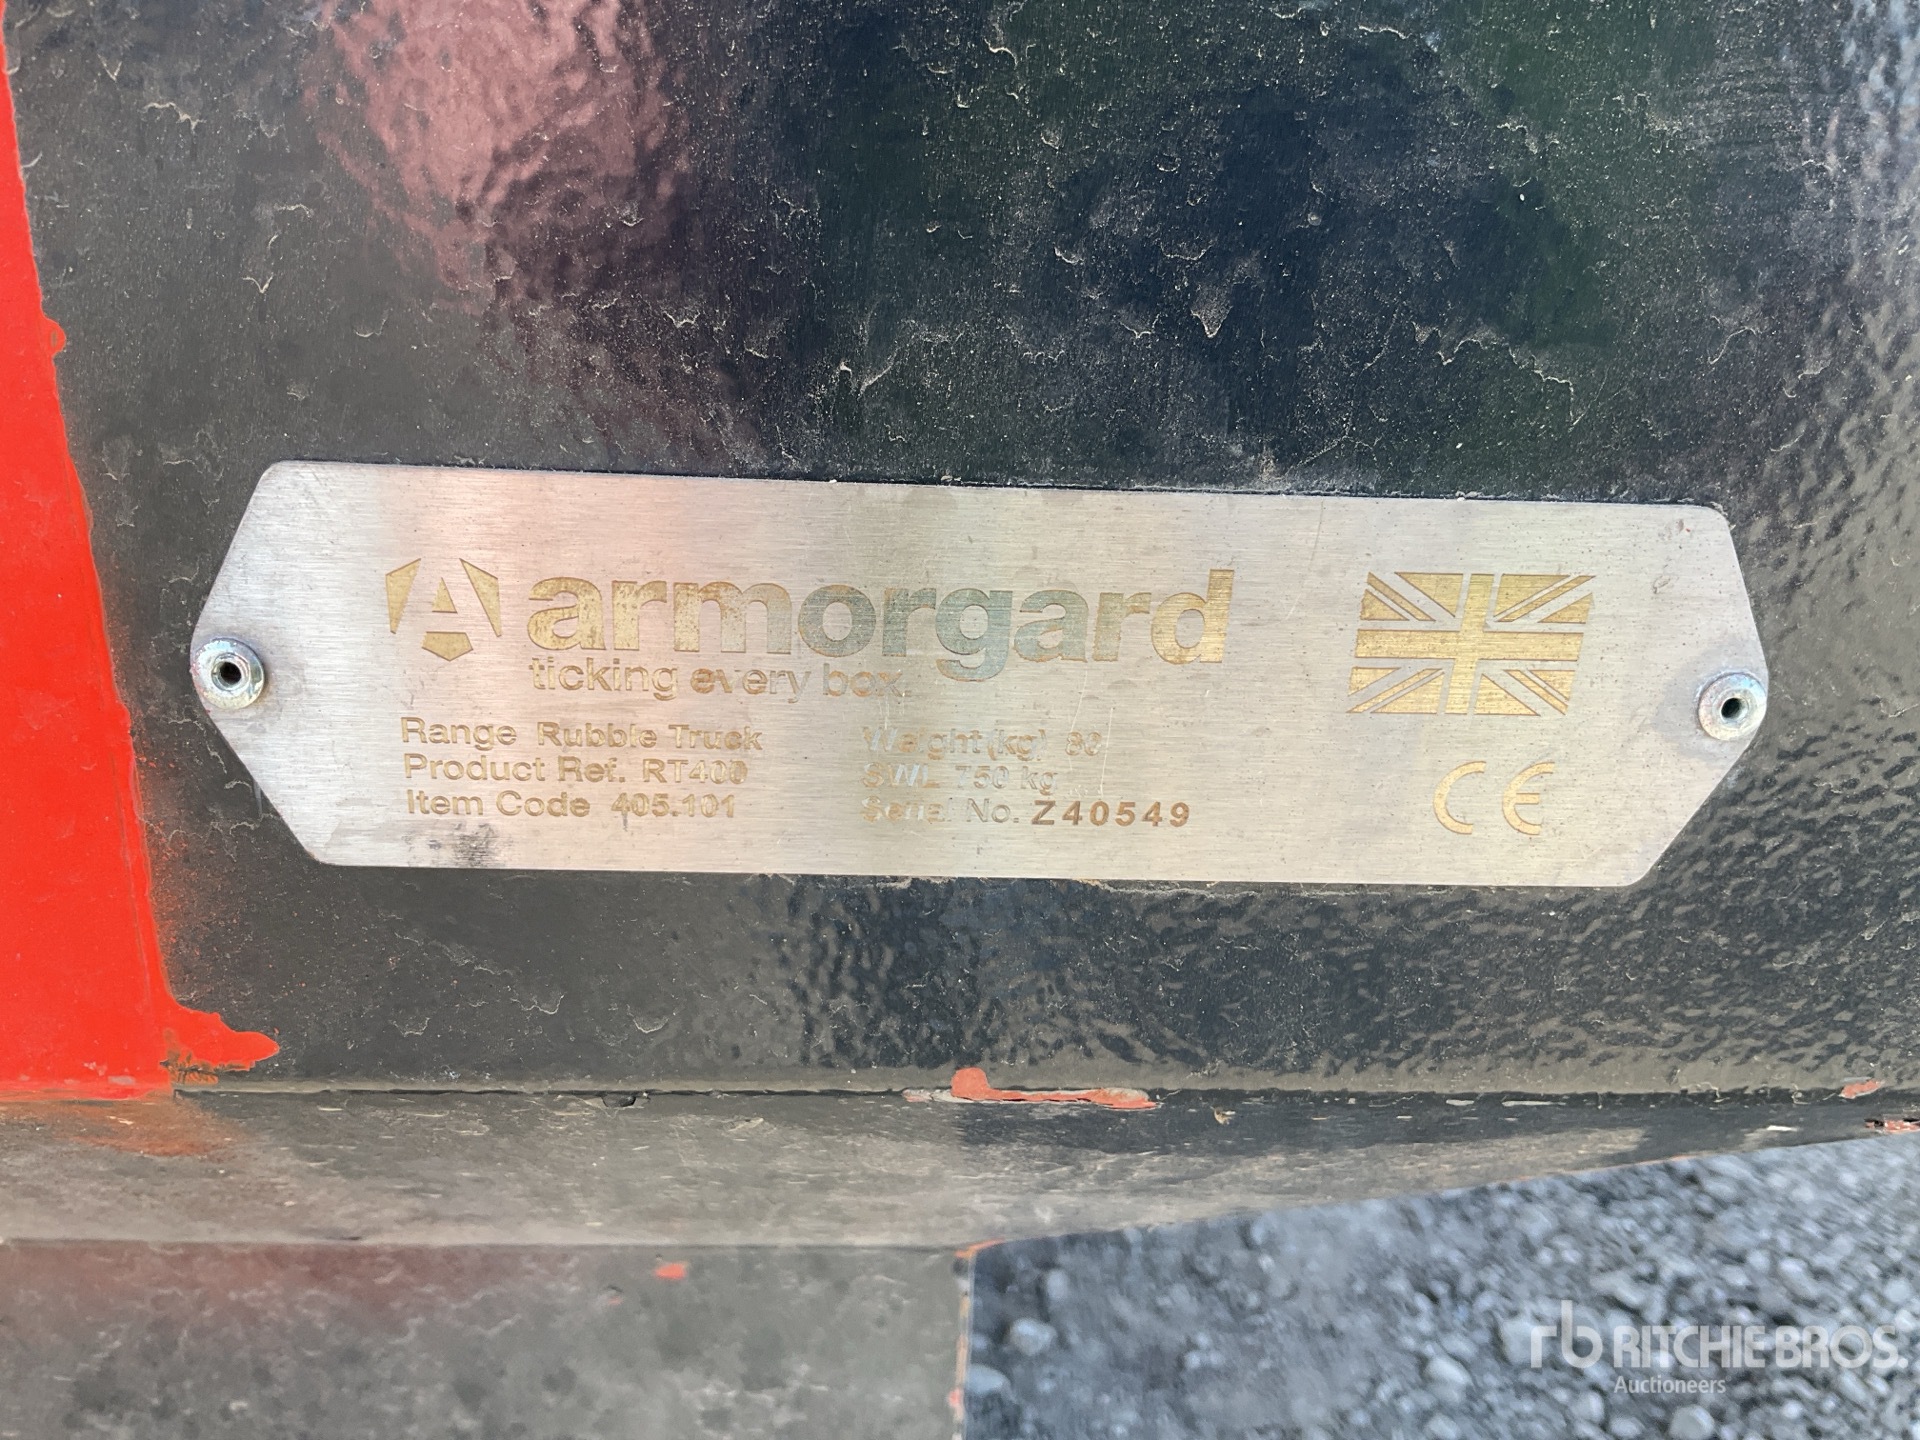 armorgard
ticking every box.
Range Rubble Truck
Product Ref. RT400
Item Code 405.101
Weight (kg)
SWL 750 kg
Serial No. Z40549
CE
rb RITCHIE BROS.
Auctioneers